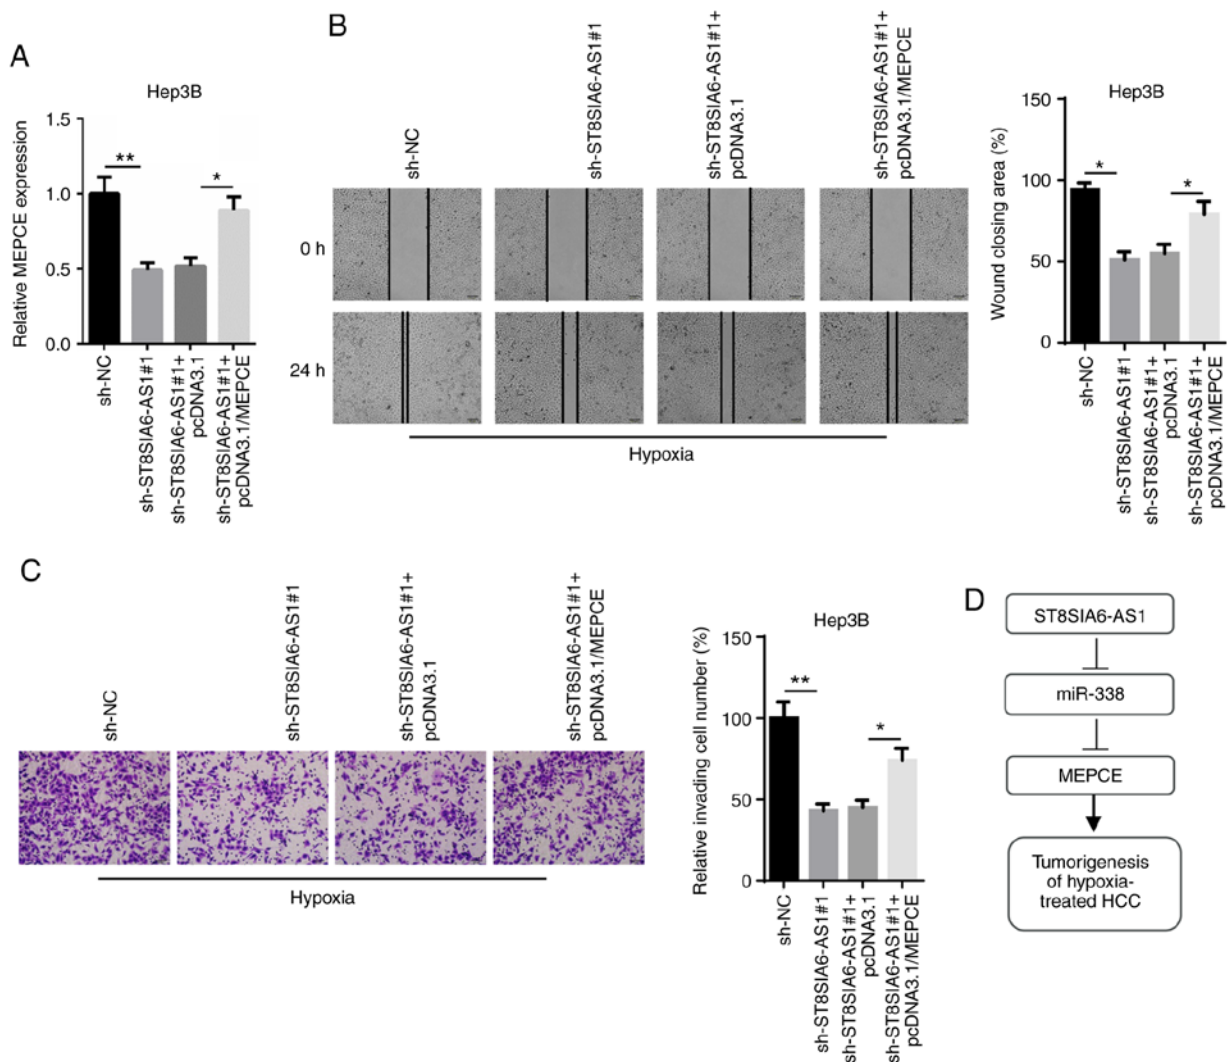 A
Hep3B
Relative MEPCE expression
1.5
1.0
0.5
0.0
**
*
sh-NC
sh-ST8SIA6-AS1#1
sh-ST8SIA6-AS1#1+
pcDNA3.1
sh-ST8SIA6-AS1#1+
pcDNA3.1/MEPCE
B
sh-NC
sh-ST8SIA6-AS1#1
sh-ST8SIA6-AS1#1+
pcDNA3.1
sh-ST8SIA6-AS1#1+
pcDNA3.1/MEPCE
0 h
24 h
Hypoxia
Hep3B
Wound closing area (%)
150
100
50
0
*
*
sh-NC
sh-ST8SIA6-AS1#1
sh-ST8SIA6-AS1#1+
pcDNA3.1
sh-ST8SIA6-AS1#1+
pcDNA3.1/MEPCE
C
sh-NC
sh-ST8SIA6-AS1#1
sh-ST8SIA6-AS1#1+
pcDNA3.1
sh-ST8SIA6-AS1#1+
pcDNA3.1/MEPCE
Hypoxia
Hep3B
Relative invading cell number (%)
150
100
50
0
**
*
sh-NC
sh-ST8SIA6-AS1#1
sh-ST8SIA6-AS1#1+
pcDNA3.1
sh-ST8SIA6-AS1#1+
pcDNA3.1/MEPCE
D
ST8SIA6-AS1
miR-338
MEPCE
Tumorigenesis
of hypoxia-
treated HCC